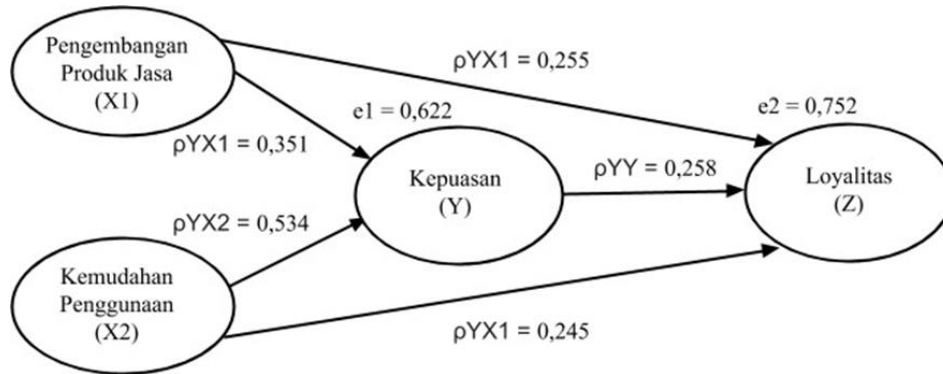 Pengembangan
Produk Jasa
(X1)
ρYX1 = 0,255
e1 = 0,622
e2 = 0,752
ρYX1 = 0,351
Kepuasan
(Y)
ρYY = 0,258
Loyalitas
(Z)
ρYX2 = 0,534
Kemudahan
Penggunaan
(X2)
ρYX1 = 0,245